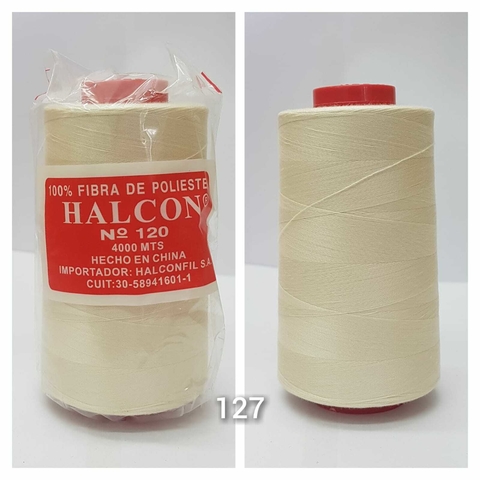 100% FIBRA DE POLIESTE
HALCON®
Nº 120
4000 MTS
HECHO EN CHINA
IMPORTADOR: HALCONFIL S.A
CUIT:30-58941601-1
127